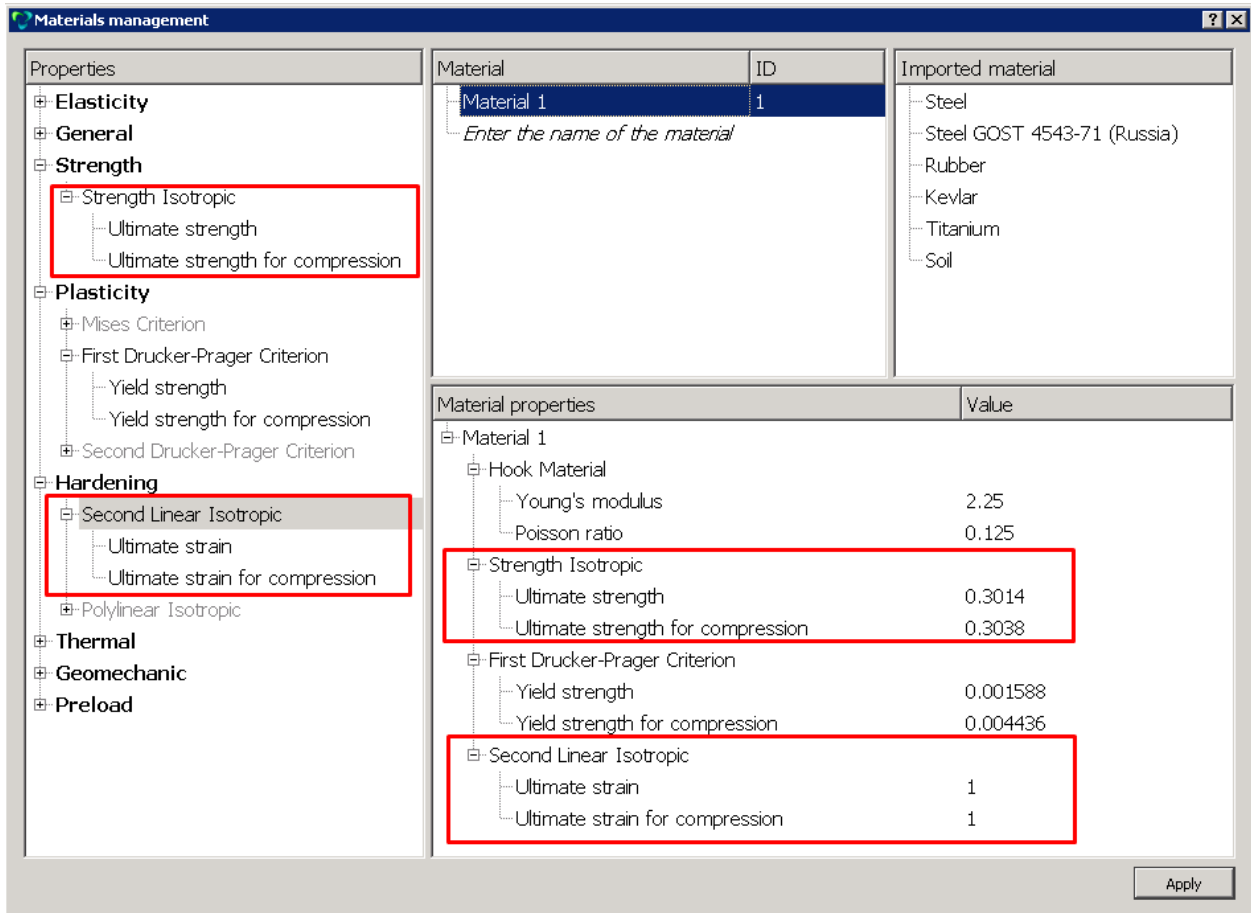 Materials management
Properties
Elasticity
General
Strength
Strength Isotropic
Ultimate strength
Ultimate strength for compression
Plasticity
Mises Criterion
First Drucker-Prager Criterion
Yield strength
Yield strength for compression
Second Drucker-Prager Criterion
Hardening
Second Linear Isotropic
Ultimate strain
Ultimate strain for compression
Polylinear Isotropic
Thermal
Geomechanic
Preload
Material ID
Material 1 1
Enter the name of the material
Imported material
Steel
Steel GOST 4543-71 (Russia)
Rubber
Kevlar
Titanium
Soil
Material properties Value
Material 1
Hook Material
Young's modulus 2.25
Poisson ratio 0.125
Strength Isotropic
Ultimate strength 0.3014
Ultimate strength for compression 0.3038
First Drucker-Prager Criterion
Yield strength 0.001588
Yield strength for compression 0.004436
Second Linear Isotropic
Ultimate strain 1
Ultimate strain for compression 1
Apply